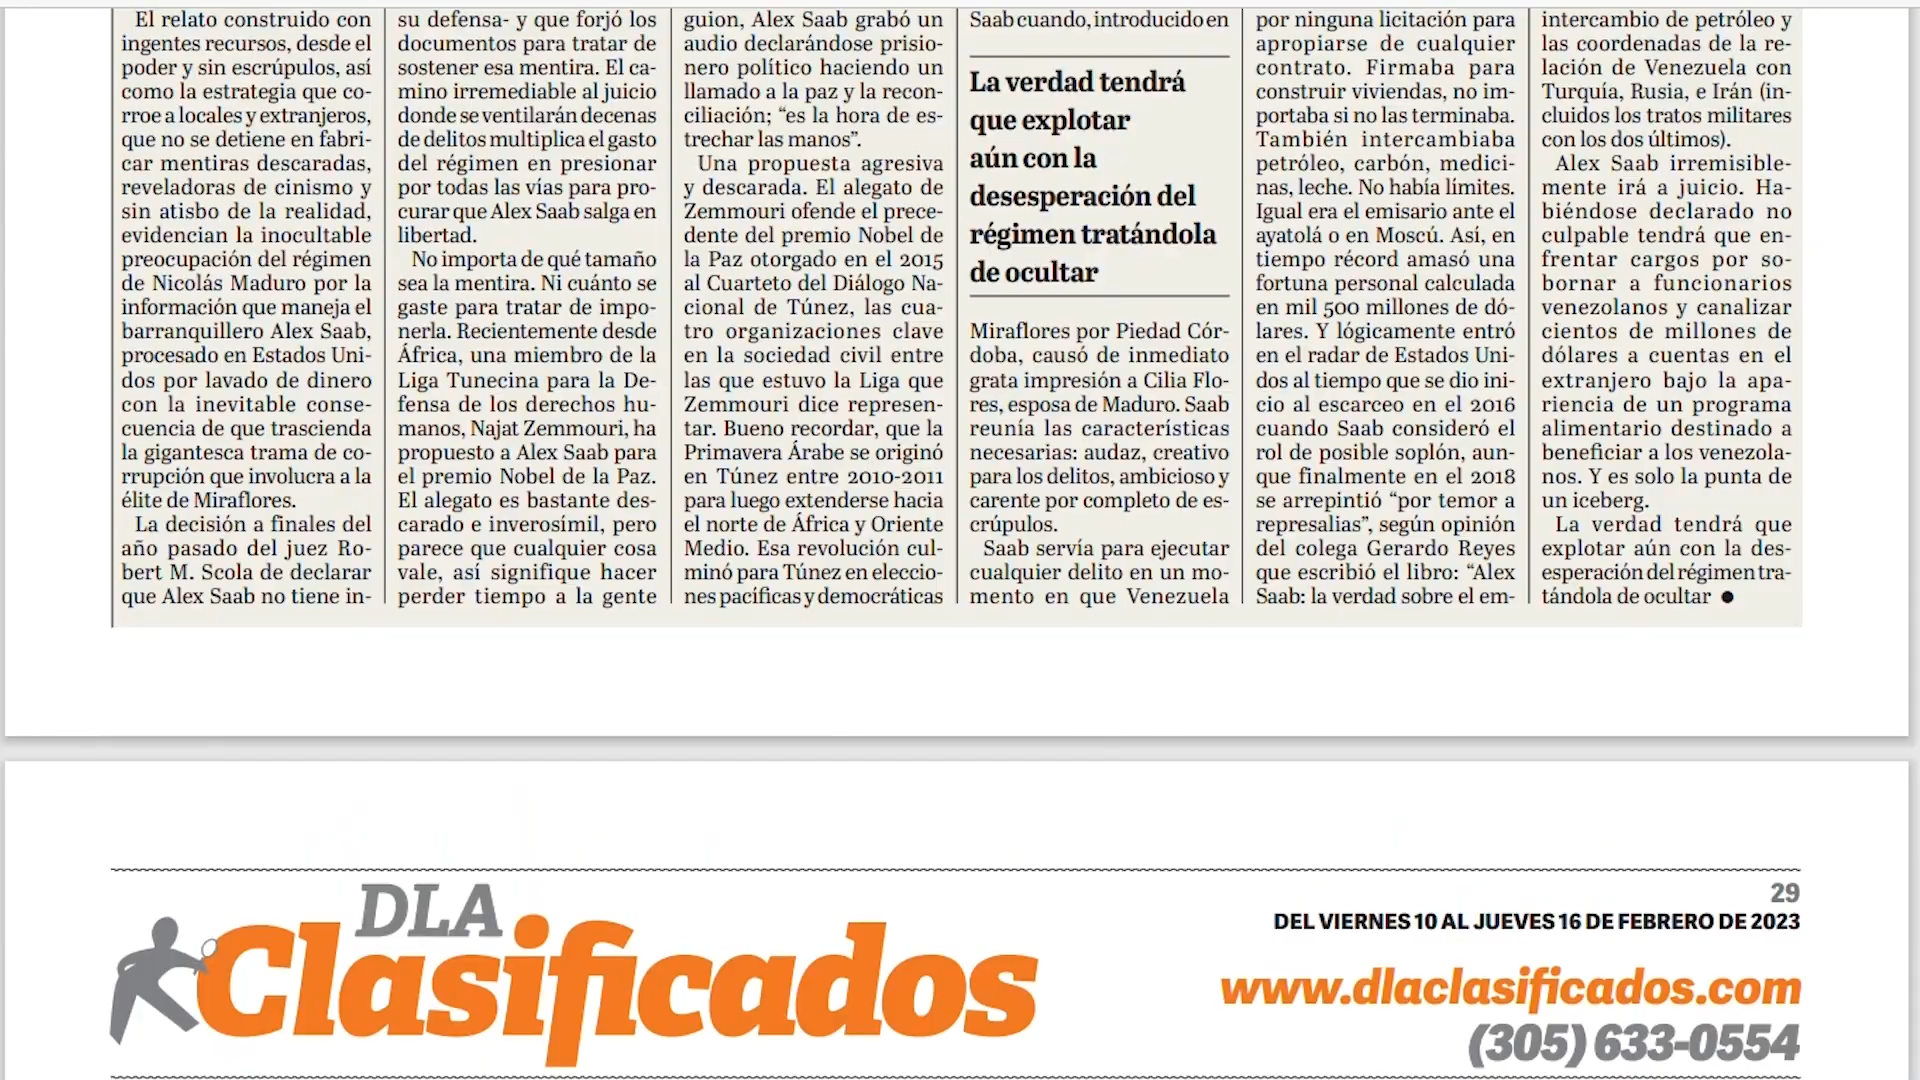 El relato construido con
ingentes recursos, desde el
poder y sin escrúpulos, así
como la estrategia que co-
rroe a locales y extranjeros,
que no se detiene en fabri-
car mentiras descaradas,
reveladoras de cinismo y
sin atisbo de la realidad,
evidencian la inocultable
preocupación del régimen
de Nicolás Maduro por la
información que maneja el
barranquillero Alex Saab,
procesado en Estados Uni-
dos por lavado de dinero
con la inevitable conse-
cuencia de que trascienda
la gigantesca trama de co-
rrupción que involucra a la
élite de Miraflores.
La decisión a finales del
año pasado del juez Ro-
bert M. Scola de declarar
que Alex Saab no tiene in-
su defensa- y que forjó los
documentos para tratar de
sostener esa mentira. El ca-
mino irremediable al juicio
donde se ventilarán decenas
de delitos multiplica el gasto
del régimen en presionar
por todas las vías para pro-
curar que Alex Saab salga en
libertad.
No importa de qué tamaño
sea la mentira. Ni cuánto se
gaste para tratar de impo-
nerla. Recientemente desde
África, una miembro de la
Liga Tunecina para la De-
fensa de los derechos hu-
manos, Najat Zemmouri, ha
propuesto a Alex Saab para
el premio Nobel de la Paz.
El alegato es bastante des-
carado e inverosímil, pero
parece que cualquier cosa
vale, así signifique hacer
perder tiempo a la gente
guion, Alex Saab grabó un
audio declarándose prisio-
nero político haciendo un
llamado a la paz y la recon-
ciliación; “es la hora de es-
trechar las manos”.
Una propuesta agresiva
y descarada. El alegato de
Zemmouri ofende el prece-
dente del premio Nobel de
la Paz otorgado en el 2015
al Cuarteto del Diálogo Na-
cional de Túnez, las cua-
tro organizaciones clave
en la sociedad civil entre
las que estuvo la Liga que
Zemmouri dice represen-
tar. Bueno recordar, que la
Primavera Árabe se originó
en Túnez entre 2010-2011
para luego extenderse hacia
el norte de África y Oriente
Medio. Esa revolución cul-
minó para Túnez en eleccio-
nes pacíficas y democráticas
Saab cuando, introducido en
La verdad tendrá
que explotar
aún con la
desesperación del
régimen tratándola
de ocultar
Miraflores por Piedad Cór-
doba, causó de inmediato
grata impresión a Cilia Flo-
res, esposa de Maduro. Saab
reunía las características
necesarias: audaz, creativo
para los delitos, ambicioso y
carente por completo de es-
crúpulos.
Saab servía para ejecutar
cualquier delito en un mo-
mento en que Venezuela
por ninguna licitación para
apropiarse de cualquier
contrato. Firmaba para
construir viviendas, no im-
portaba si no las terminaba.
También intercambiaba
petróleo, carbón, medici-
nas, leche. No había límites.
Igual era el emisario ante el
ayatolá o en Moscú. Así, en
tiempo récord amasó una
fortuna personal calculada
en mil 500 millones de dó-
lares. Y lógicamente entró
en el radar de Estados Uni-
dos al tiempo que se dio ini-
cio al escarceo en el 2016
cuando Saab consideró el
rol de posible soplón, aun-
que finalmente en el 2018
se arrepintió “por temor a
represalias”, según opinión
del colega Gerardo Reyes
que escribió el libro: “Alex
Saab: la verdad sobre el em-
intercambio de petróleo y
las coordenadas de la re-
lación de Venezuela con
Turquía, Rusia, e Irán (in-
cluidos los tratos militares
con los dos últimos).
Alex Saab irremisible-
mente irá a juicio. Ha-
biéndose declarado no
culpable tendrá que en-
frentar cargos por so-
bornar a funcionarios
venezolanos y canalizar
cientos de millones de
dólares a cuentas en el
extranjero bajo la apa-
riencia de un programa
alimentario destinado a
beneficiar a los venezola-
nos. Y es solo la punta de
un iceberg.
La verdad tendrá que
explotar aún con la des-
esperación del régimen tra-
tándola de ocultar ●
DLA
Clasificados
29
DEL VIERNES 10 AL JUEVES 16 DE FEBRERO DE 2023
www.dlaclasificados.com
(305) 633-0554